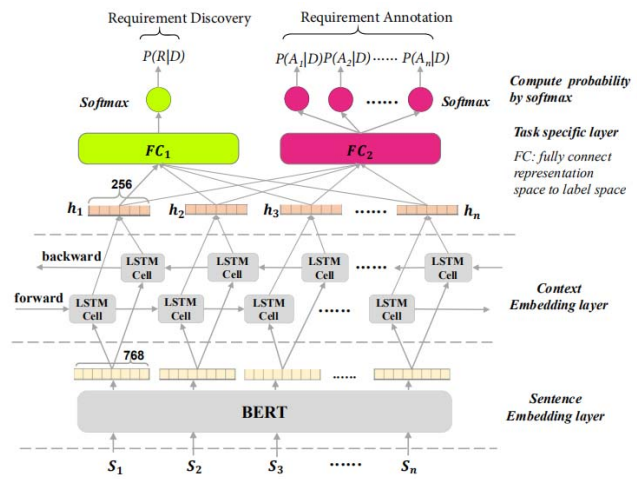 Requirement Discovery
Requirement Annotation
P(R|D)
P(A₁|D)P(A₂|D)······ P(Aₙ|D)
Softmax
······
Softmax
Compute probability
by softmax
FC₁
FC₂
Task specific layer
FC: fully connect
representation
space to label space
256
h₁
h₂
h₃
······
hₙ
backward
LSTM
Cell
LSTM
Cell
LSTM
Cell
······
LSTM
Cell
forward
LSTM
Cell
LSTM
Cell
LSTM
Cell
······
LSTM
Cell
Context
Embedding layer
768
······
BERT
Sentence
Embedding layer
S₁
S₂
S₃
······
Sₙ